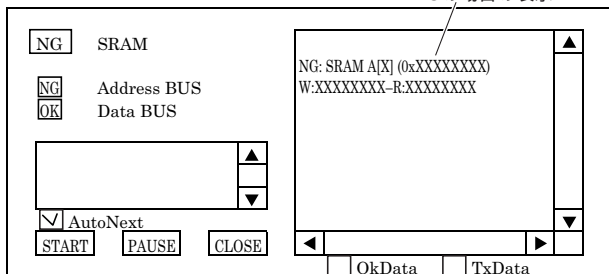 NG SRAM
NG Address BUS
OK Data BUS
AutoNext
START PAUSE CLOSE
NG: SRAM A[X] (0xXXXXXXXX)
W:XXXXXXXX–R:XXXXXXXX
OkData TxData